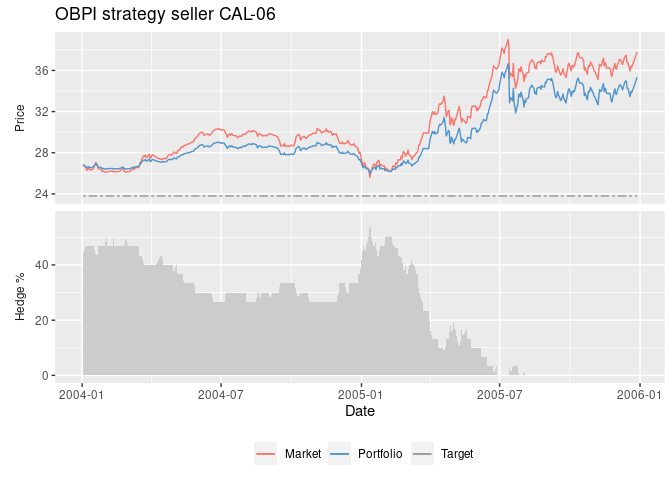 OBPI strategy seller CAL-06
Price
36
32
28
24
Hedge %
40
20
0
2004-01 2004-07 2005-01 2005-07 2006-01
Date
Market Portfolio Target